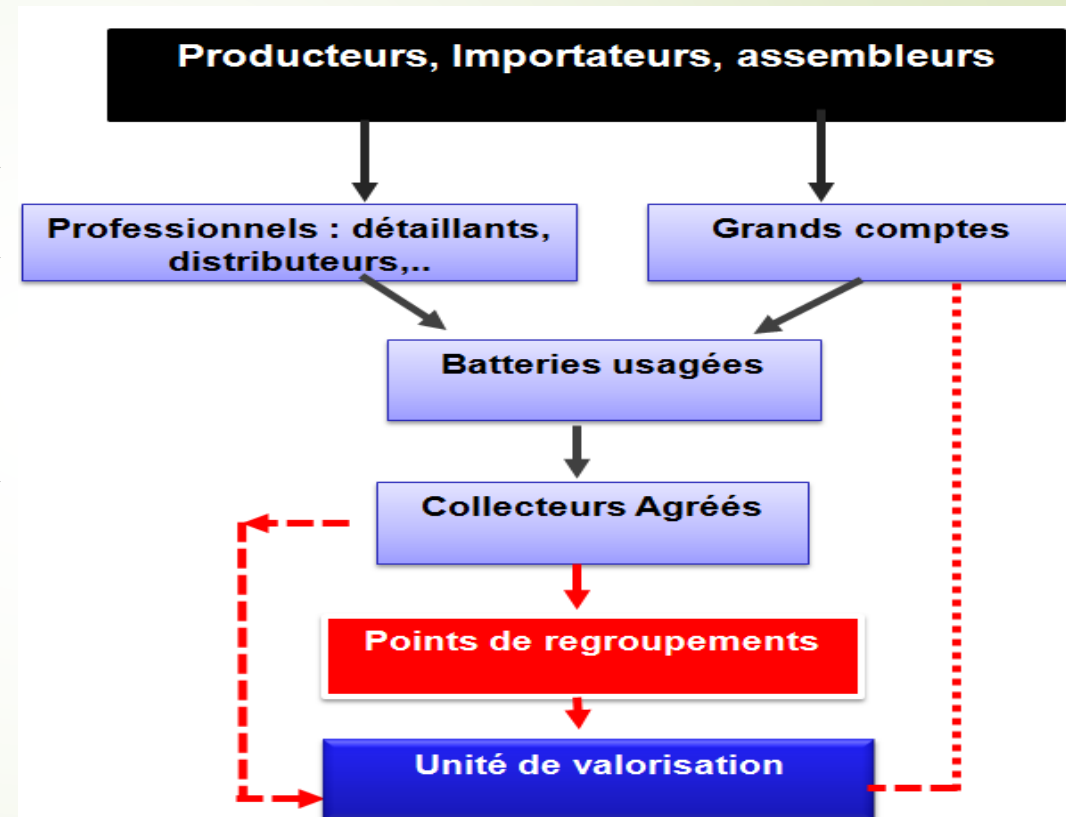 Producteurs, Importateurs, assembleurs
Professionnels : détaillants,
distributeurs,..
Grands comptes
Batteries usagées
Collecteurs Agréés
Points de regroupements
Unité de valorisation